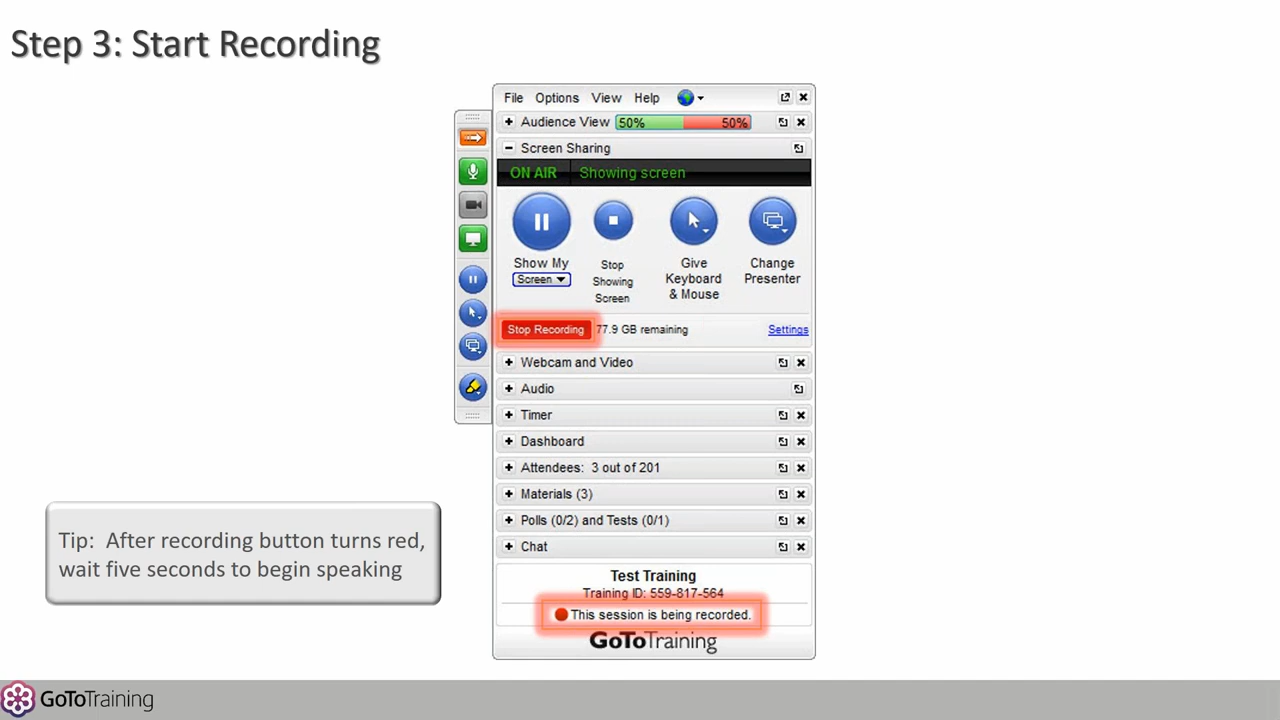 Step 3: Start Recording
File Options View Help
Audience View 50% 50%
Screen Sharing
ON AIR Showing screen
Show My
Screen
Stop
Showing
Screen
Give
Keyboard
& Mouse
Change
Presenter
Stop Recording 77.9 GB remaining Settings
Webcam and Video
Audio
Timer
Dashboard
Attendees: 3 out of 201
Materials (3)
Polls (0/2) and Tests (0/1)
Chat
Tip: After recording button turns red,
wait five seconds to begin speaking
Test Training
Training ID: 559-817-564
This session is being recorded.
GoToTraining
GoToTraining